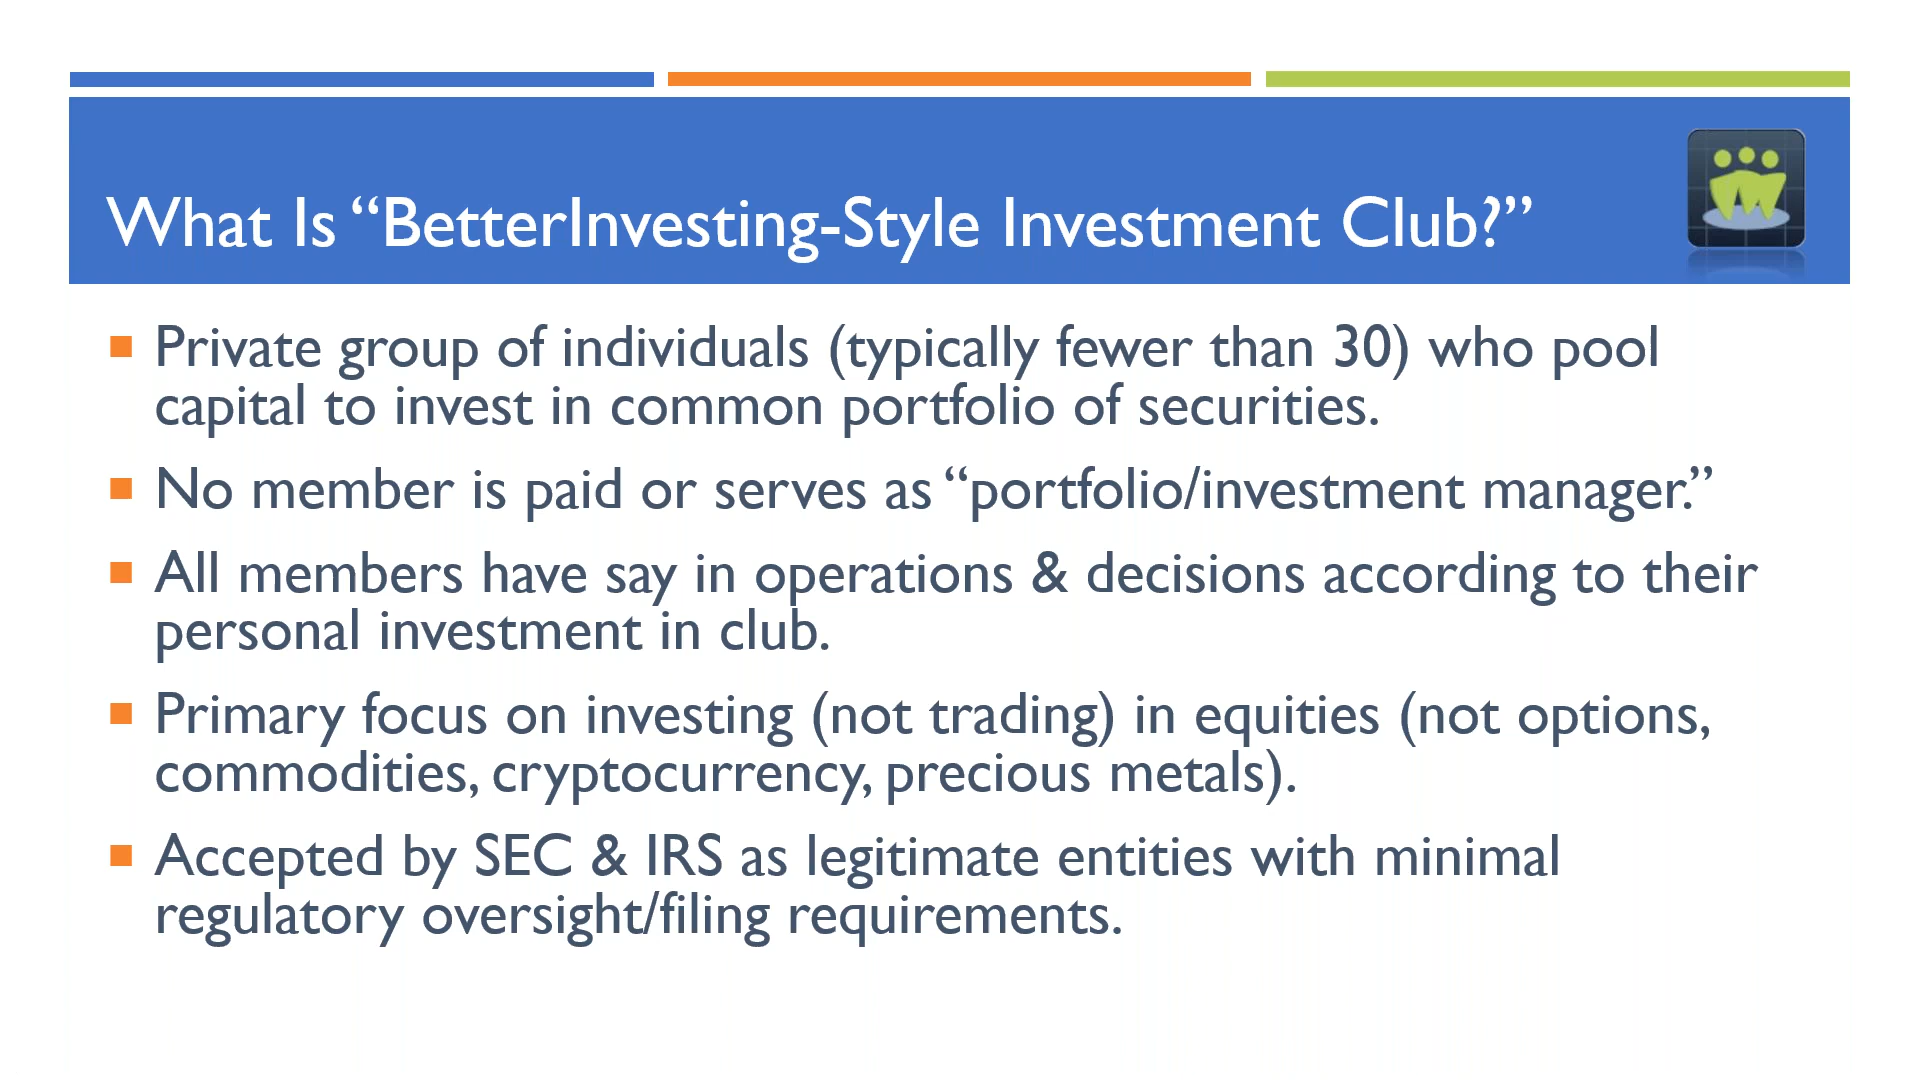 What Is “BetterInvesting-Style Investment Club?”
Private group of individuals (typically fewer than 30) who pool
capital to invest in common portfolio of securities.
No member is paid or serves as “portfolio/investment manager.”
All members have say in operations & decisions according to their
personal investment in club.
Primary focus on investing (not trading) in equities (not options,
commodities, cryptocurrency, precious metals).
Accepted by SEC & IRS as legitimate entities with minimal
regulatory oversight/filing requirements.